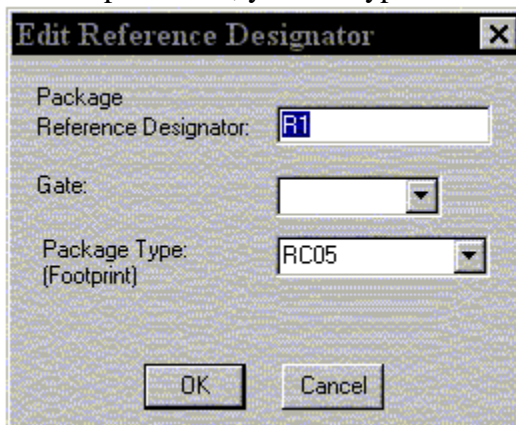 Edit Reference Designator
Package
Reference Designator: R1
Gate:
Package Type: RC05
(Footprint)
OK Cancel